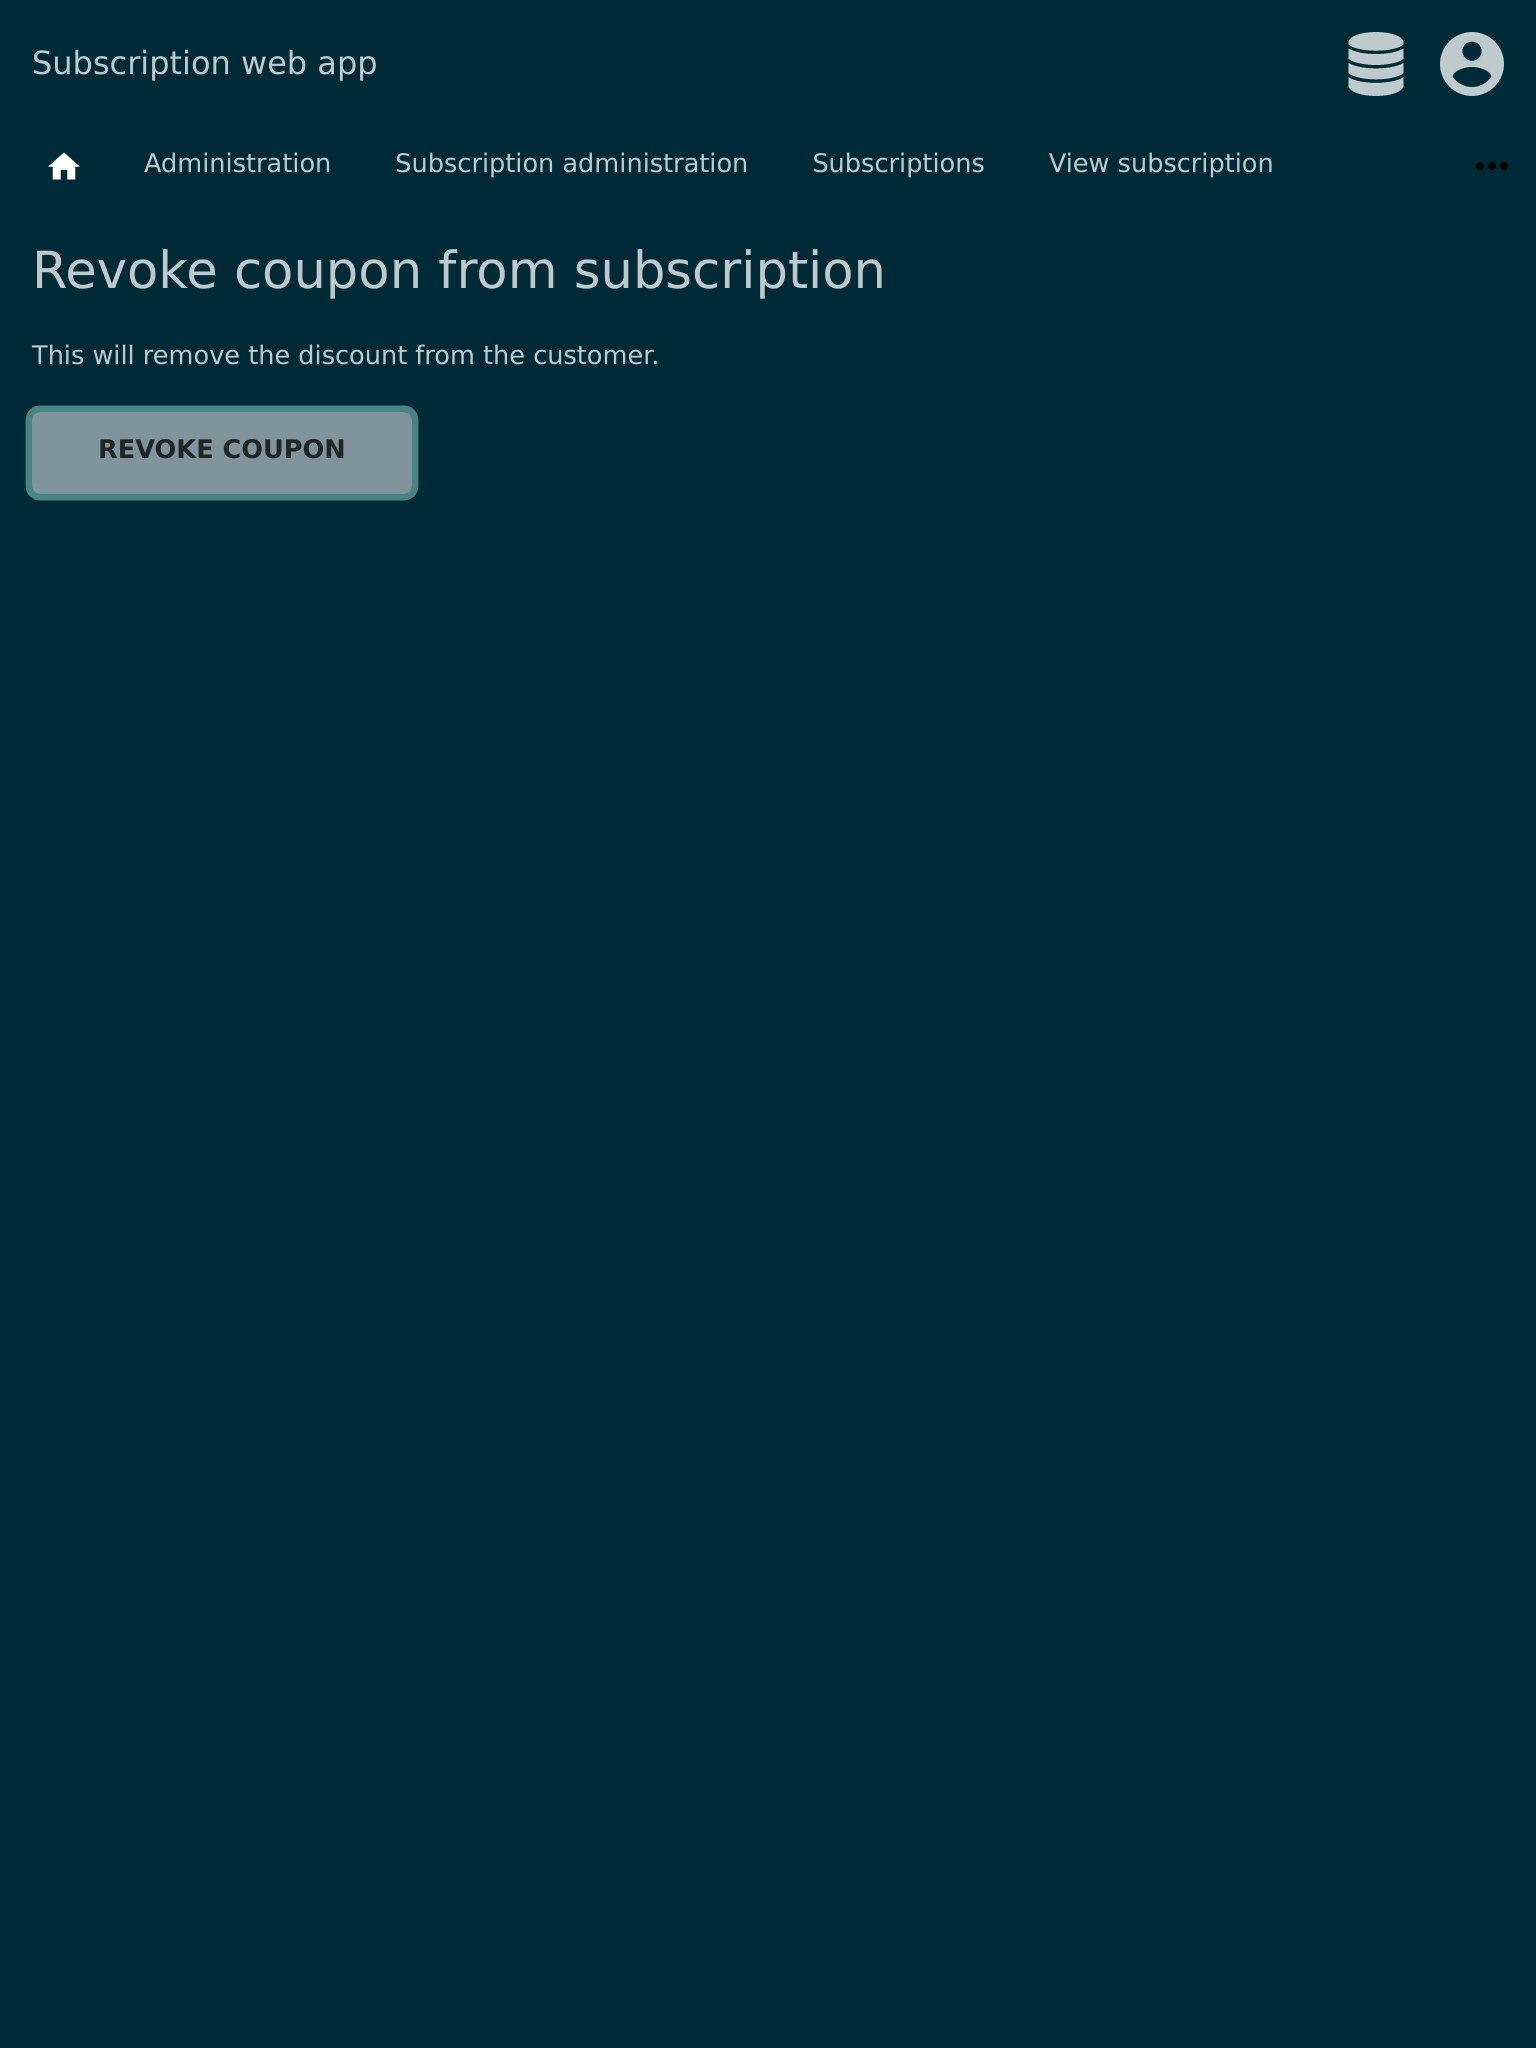 Subscription web app
Administration Subscription administration Subscriptions View subscription
Revoke coupon from subscription
This will remove the discount from the customer.
REVOKE COUPON